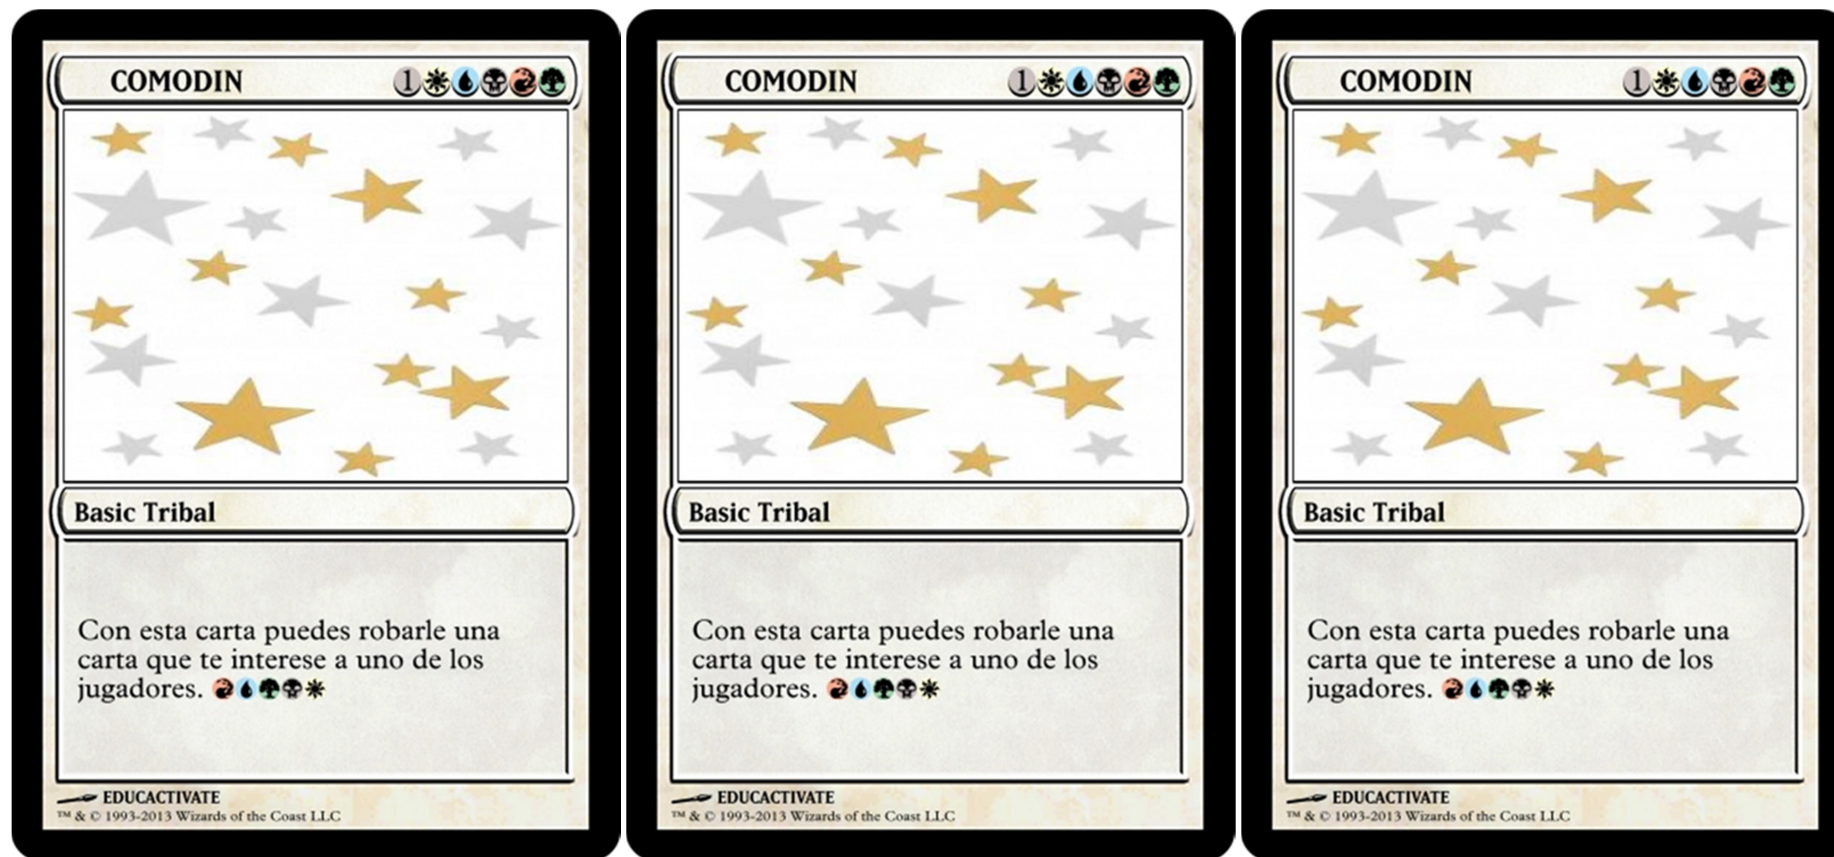 COMODIN 1
Basic Tribal
Con esta carta puedes robarle una
carta que te interese a uno de los
jugadores.
EDUCACTIVATE
™ & © 1993-2013 Wizards of the Coast LLC
COMODIN 1
Basic Tribal
Con esta carta puedes robarle una
carta que te interese a uno de los
jugadores.
EDUCACTIVATE
™ & © 1993-2013 Wizards of the Coast LLC
COMODIN 1
Basic Tribal
Con esta carta puedes robarle una
carta que te interese a uno de los
jugadores.
EDUCACTIVATE
™ & © 1993-2013 Wizards of the Coast LLC